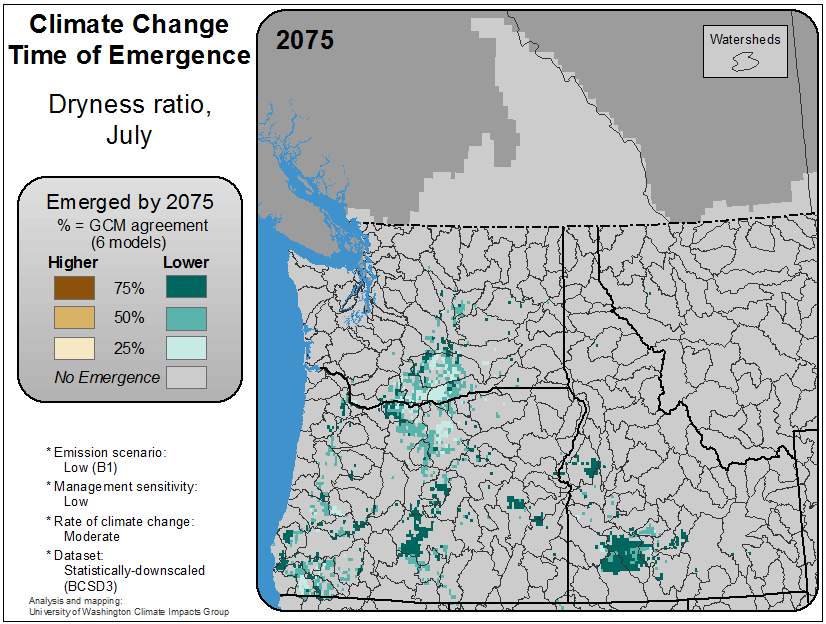 Climate Change
Time of Emergence
Dryness ratio,
July
Emerged by 2075
% = GCM agreement
(6 models)
Higher Lower
75%
50%
25%
No Emergence
* Emission scenario:
Low (B1)
* Management sensitivity:
Low
* Rate of climate change:
Moderate
* Dataset:
Statistically-downscaled
(BCSD3)
Analysis and mapping:
University of Washington Climate Impacts Group
2075
Watersheds